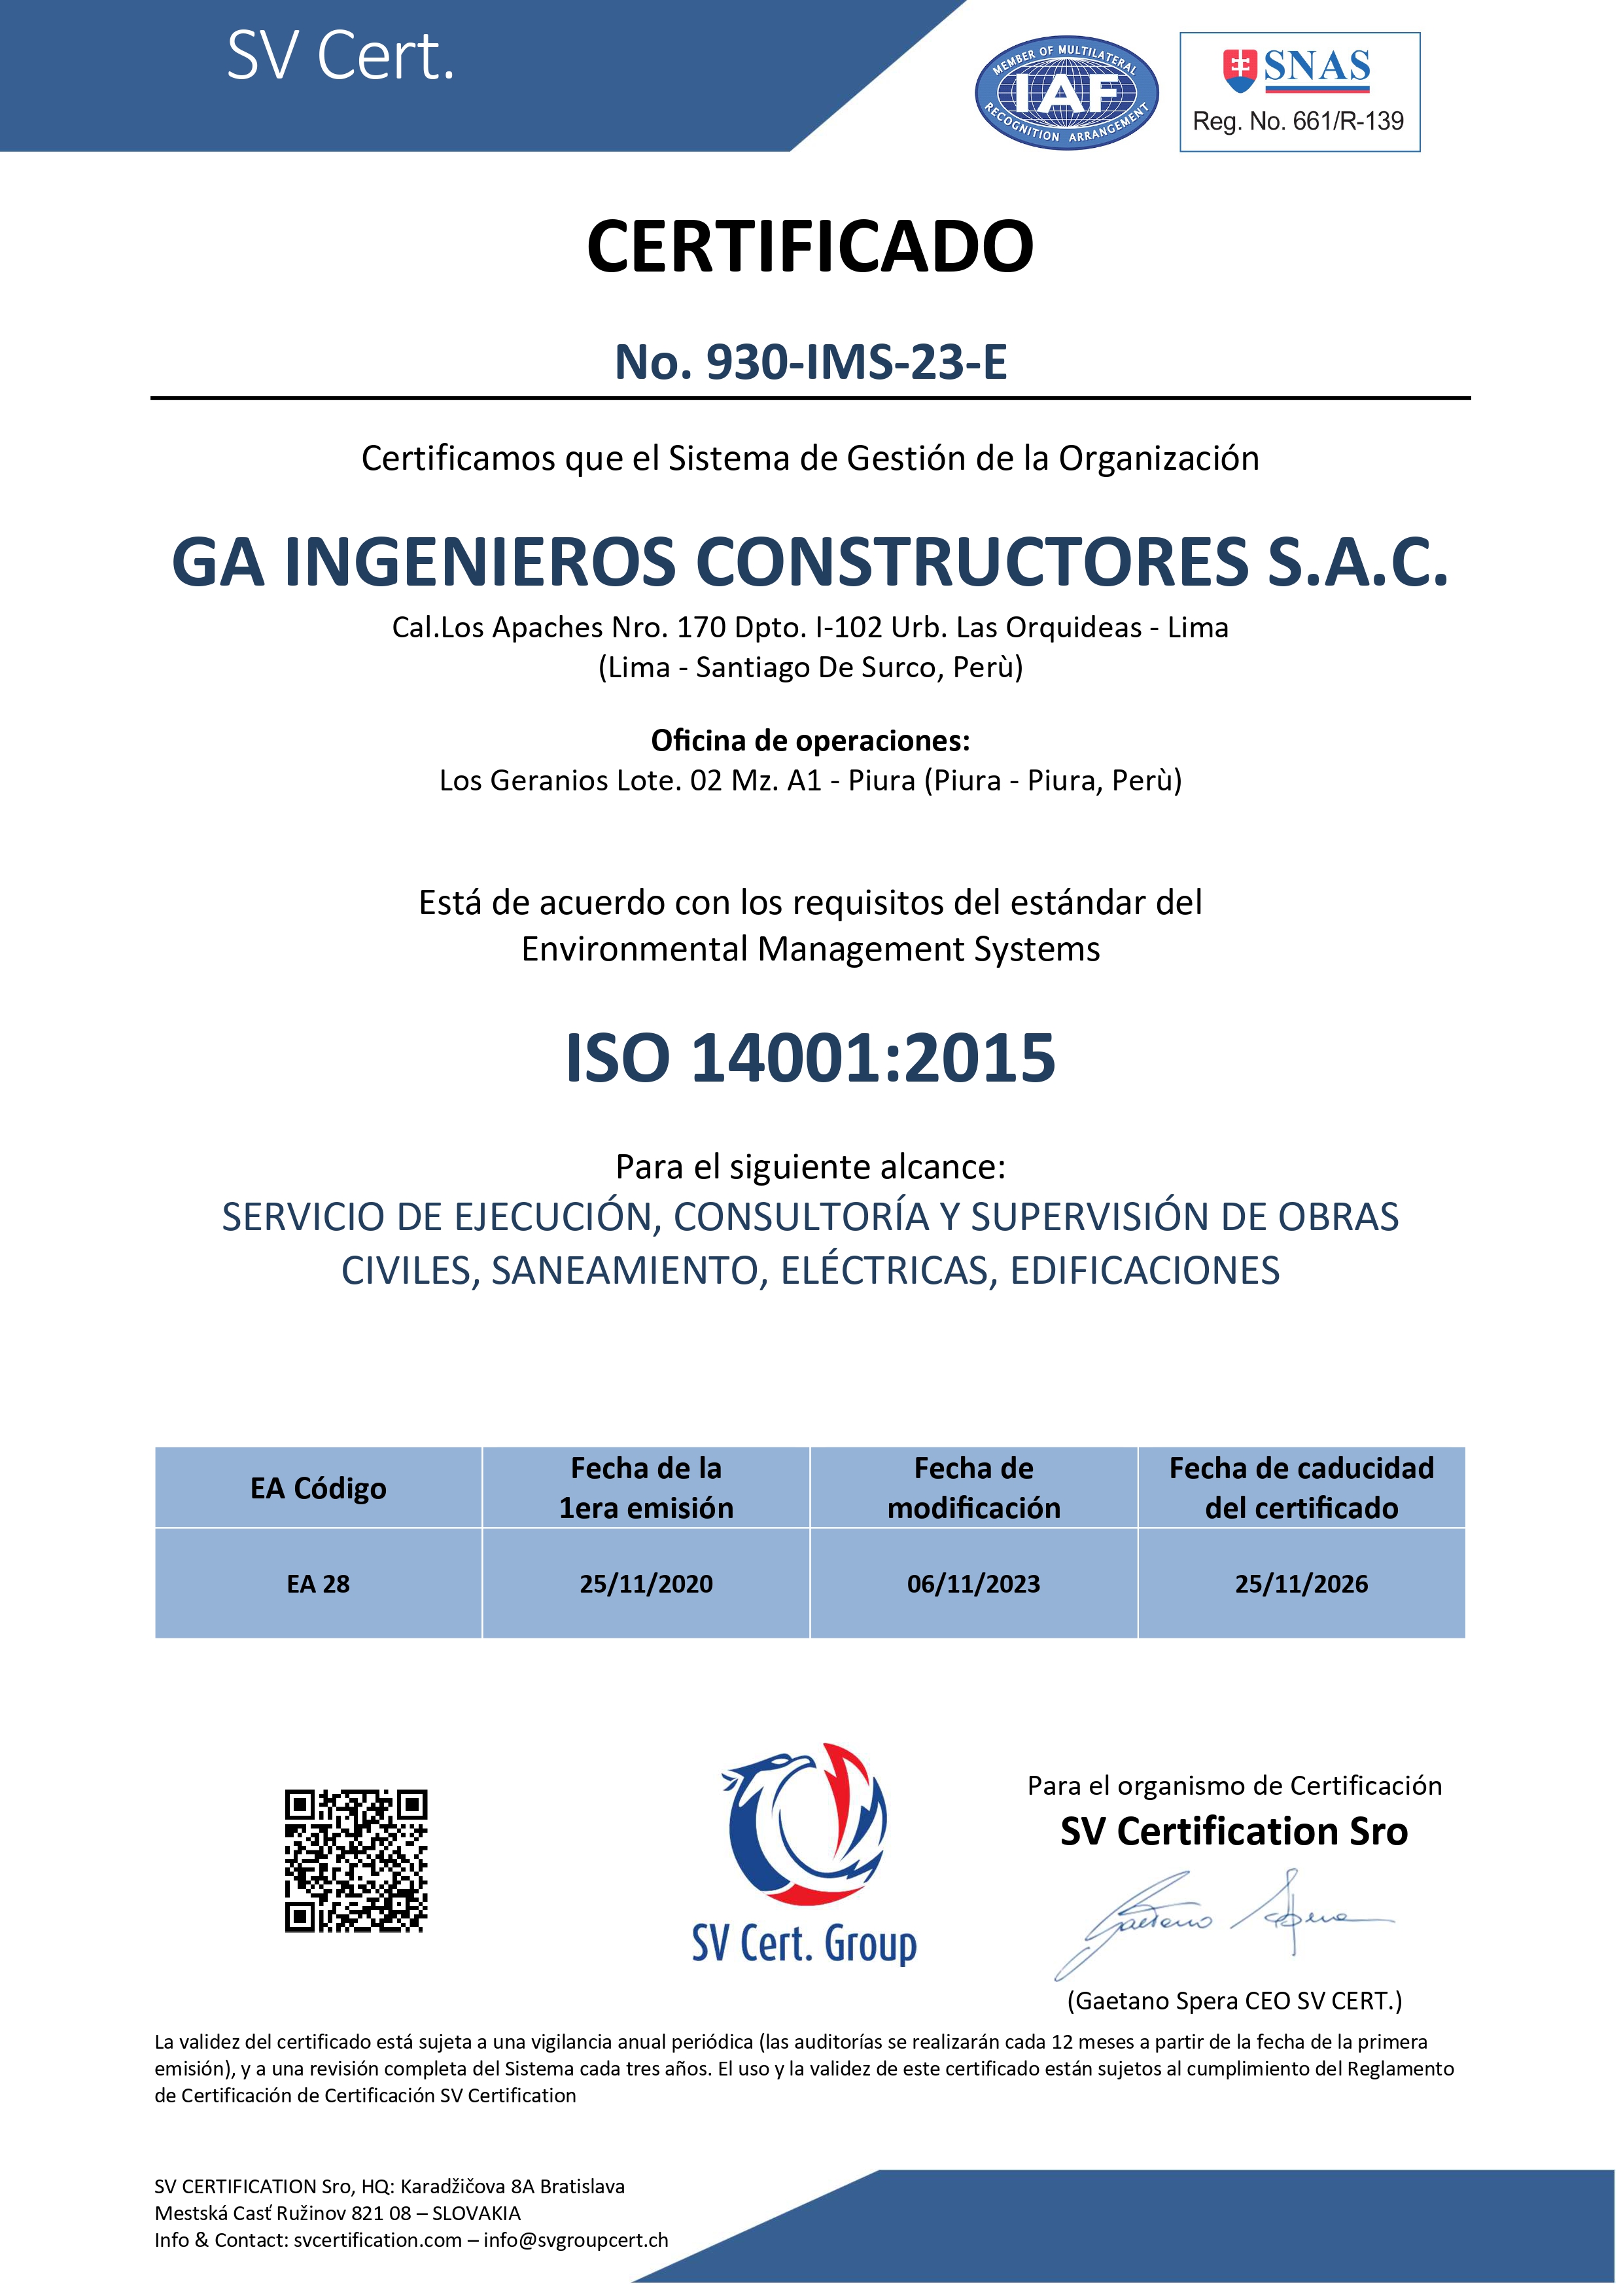 SV Cert.
MEMBER OF MULTILATERAL
IAF
RECOGNITION ARRANGEMENT
SNAS
Reg. No. 661/R-139
CERTIFICADO
No. 930-IMS-23-E
Certificamos que el Sistema de Gestión de la Organización
GA INGENIEROS CONSTRUCTORES S.A.C.
Cal.Los Apaches Nro. 170 Dpto. I-102 Urb. Las Orquideas - Lima
(Lima - Santiago De Surco, Perù)
Oficina de operaciones:
Los Geranios Lote. 02 Mz. A1 - Piura (Piura - Piura, Perù)
Está de acuerdo con los requisitos del estándar del
Environmental Management Systems
ISO 14001:2015
Para el siguiente alcance:
SERVICIO DE EJECUCIÓN, CONSULTORÍA Y SUPERVISIÓN DE OBRAS
CIVILES, SANEAMIENTO, ELÉCTRICAS, EDIFICACIONES
EA Código
Fecha de la
1era emisión
Fecha de
modificación
Fecha de caducidad
del certificado
EA 28
25/11/2020
06/11/2023
25/11/2026
SV Cert. Group
Para el organismo de Certificación
SV Certification Sro
Gaetano Spera
(Gaetano Spera CEO SV CERT.)
La validez del certificado está sujeta a una vigilancia anual periódica (las auditorías se realizarán cada 12 meses a partir de la fecha de la primera
emisión), y a una revisión completa del Sistema cada tres años. El uso y la validez de este certificado están sujetos al cumplimiento del Reglamento
de Certificación de Certificación SV Certification
SV CERTIFICATION Sro, HQ: Karadžičova 8A Bratislava
Mestská Časť Ružinov 821 08 – SLOVAKIA
Info & Contact: svcertification.com – info@svgroupcert.ch